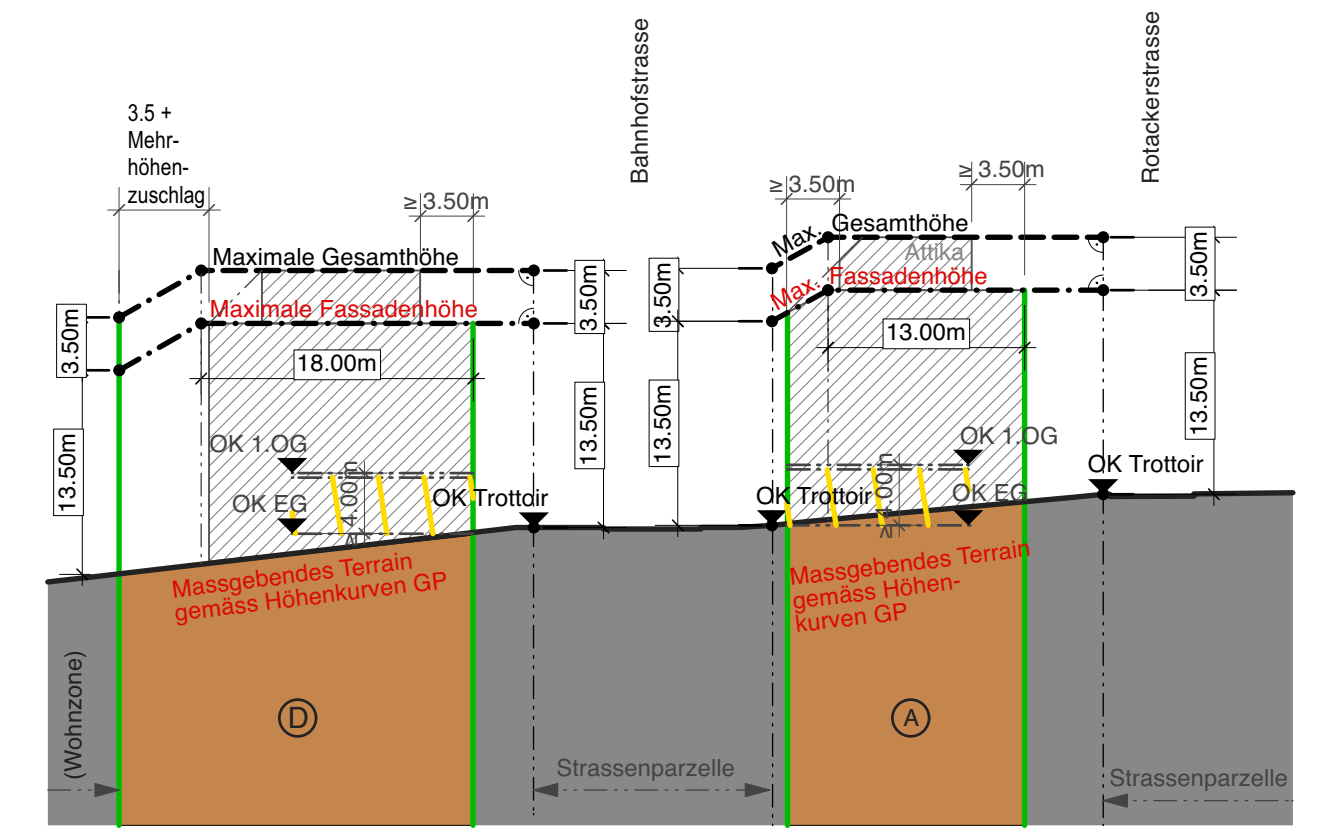 Bahnhofstrasse
Rotackerstrasse
3.5 +
Mehr-
höhen-
zuschlag
≥ 3.50m
≥ 3.50m
≥ 3.50m
Maximale Gesamthöhe
Max. Gesamthöhe
Attika
Maximale Fassadenhöhe
Max. Fassadenhöhe
3.50m
3.50m
3.50m
3.50m
18.00m
13.00m
13.50m
13.50m
13.50m
13.50m
OK 1.OG
OK 1.OG
≥4.00m
≥4.00m
OK EG
OK EG
OK Trottoir
OK Trottoir
OK Trottoir
Massgebendes Terrain
gemäss Höhenkurven GP
Massgebendes Terrain
gemäss Höhen-
kurven GP
(Wohnzone)
D
A
Strassenparzelle
Strassenparzelle